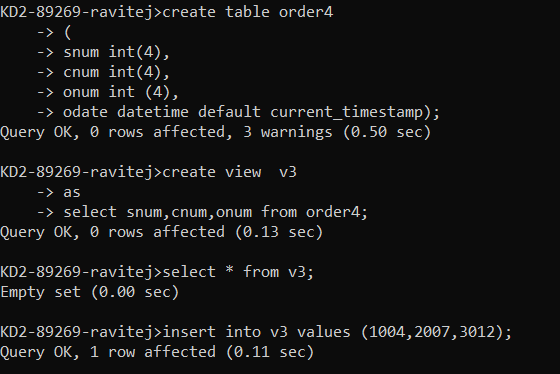 KD2-89269-ravitej>create table order4
    -> (
    -> snum int(4),
    -> cnum int(4),
    -> onum int (4),
    -> odate datetime default current_timestamp);
Query OK, 0 rows affected, 3 warnings (0.50 sec)

KD2-89269-ravitej>create view  v3
    -> as
    -> select snum,cnum,onum from order4;
Query OK, 0 rows affected (0.13 sec)

KD2-89269-ravitej>select * from v3;
Empty set (0.00 sec)

KD2-89269-ravitej>insert into v3 values (1004,2007,3012);
Query OK, 1 row affected (0.11 sec)